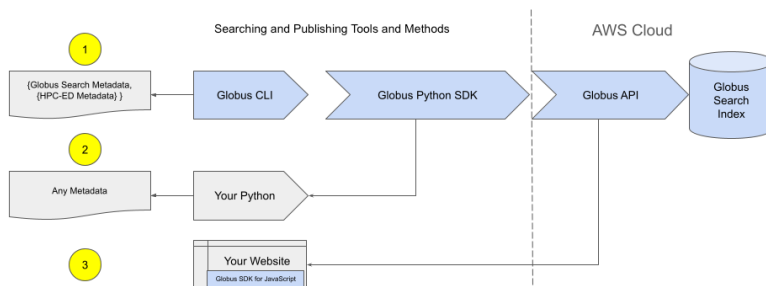 Searching and Publishing Tools and Methods
AWS Cloud
1
{Globus Search Metadata,
{HPC-ED Metadata} }
Globus CLI
Globus Python SDK
Globus API
Globus
Search
Index
2
Any Metadata
Your Python
3
Your Website
Globus SDK for JavaScript